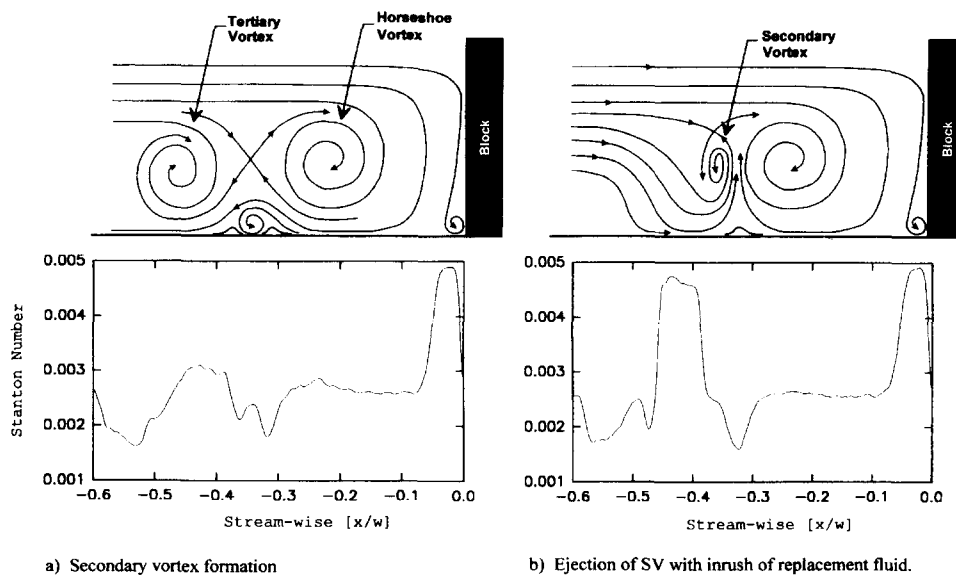 Tertiary
Vortex
Horseshoe
Vortex
Block
Secondary
Vortex
Block
0.005
0.004
0.003
0.002
0.001
Stanton Number
-0.6 -0.5 -0.4 -0.3 -0.2 -0.1 0.0
Stream-wise [x/w}
0.005
0.004
0.003
0.002
0.001
-0.6 -0.5 -0.4 -0.3 -0.2 -0.1 0.0
Stream-wise [x/w]
a) Secondary vortex formation
b) Ejection of SV with inrush of replacement fluid.